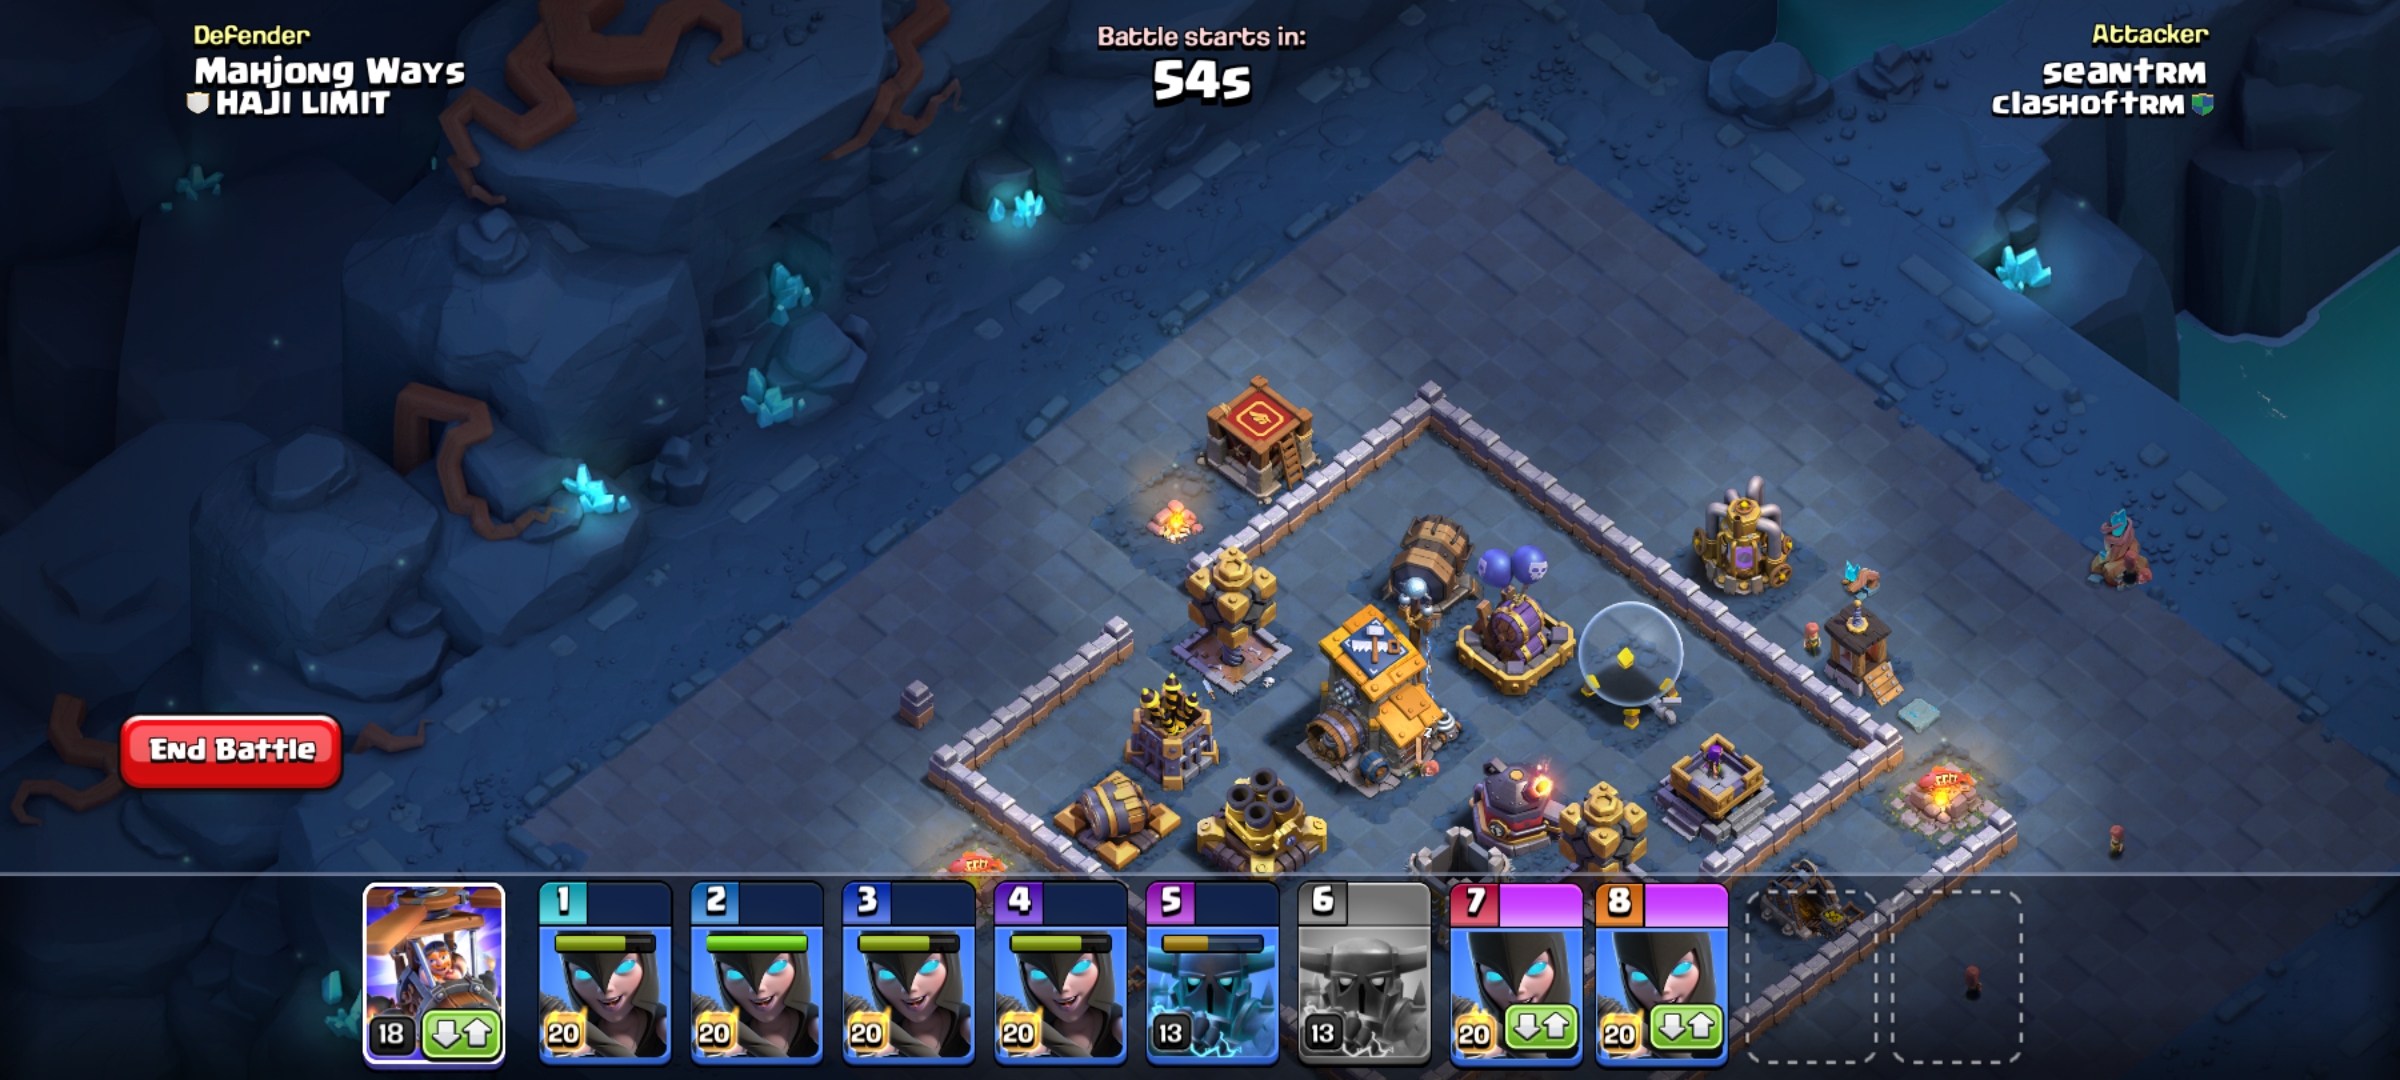 Defender
Mahjong Ways
HAJI LIMIT
Battle starts in:
54s
Attacker
seantRM
clashoftRM
End Battle
18
1
20
2
20
3
20
4
20
5
13
6
13
7
20
8
20